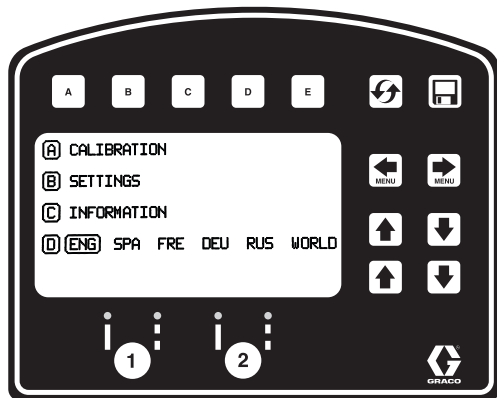 A B C D E
A CALIBRATION
B SETTINGS
C INFORMATION
D ENG SPA FRE DEU RUS WORLD
MENU MENU
1 2
GRACO